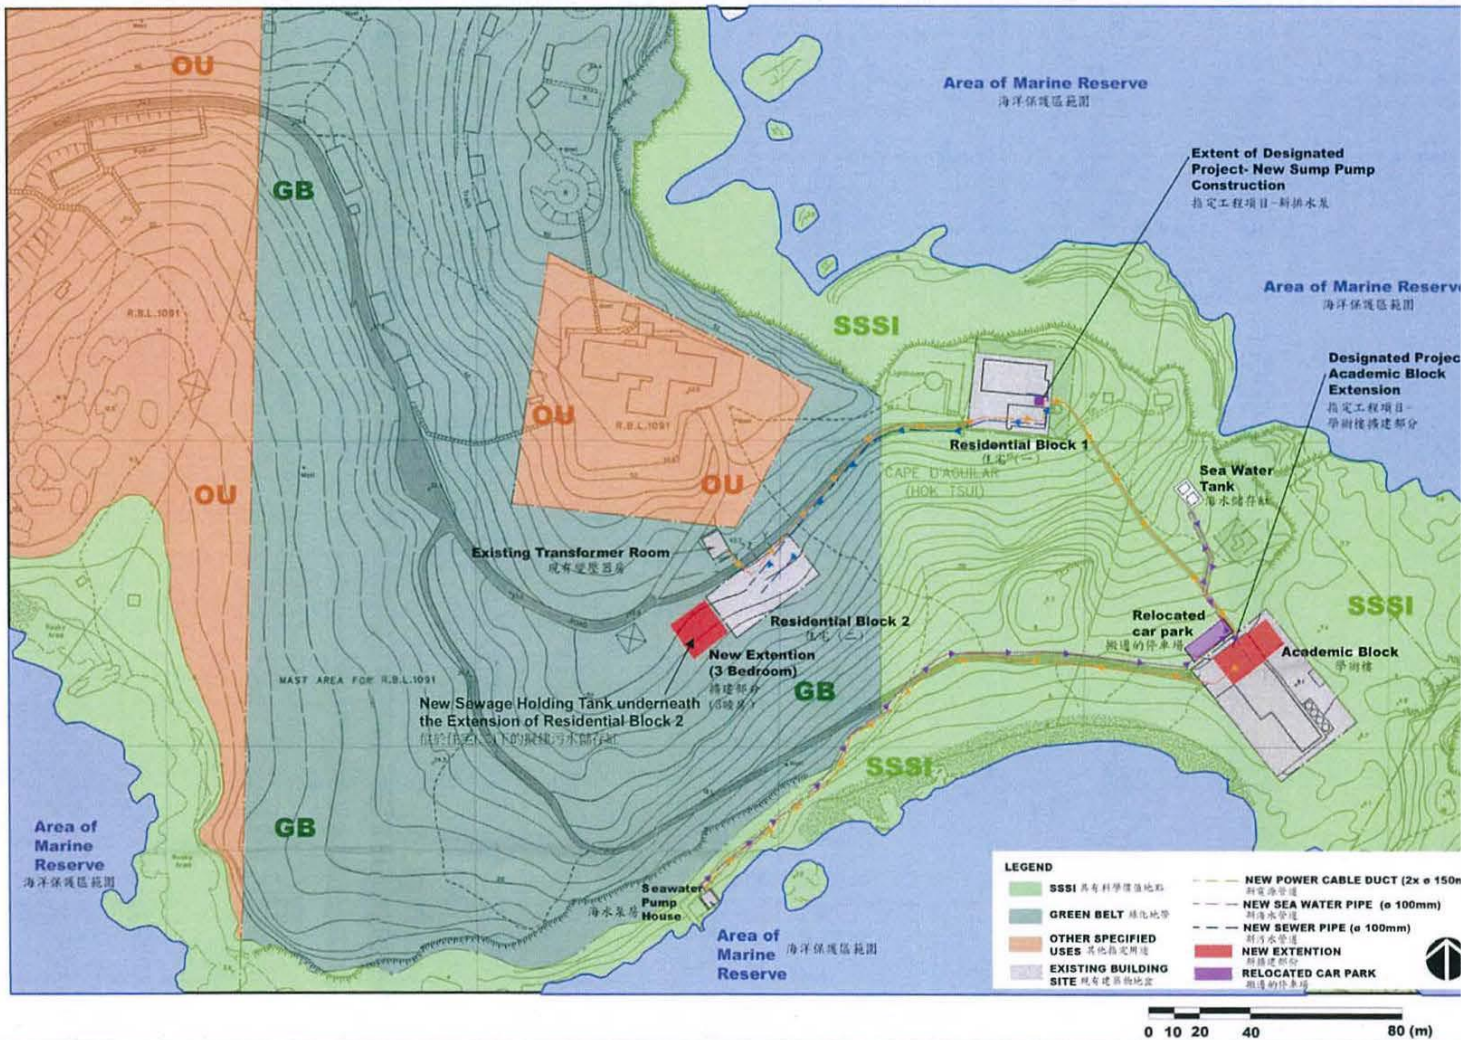 OU
Area of Marine Reserve
海洋保護區範圍
GB
Extent of Designated
Project- New Sump Pump
Construction
指定工程項目-新排水泵
Area of Marine Reserve
海洋保護區範圍
R.B.L.1091
SSSI
Designated Projec
Academic Block
Extension
指定工程項目-
學術樓擴建部分
OU
R.B.L.1091
Residential Block 1
住宅 (一)
CAPE D'AGUILAR
(HOK TSUI)
Sea Water
Tank
海水儲存缸
OU
OU
Existing Transformer Room
現有變壓器房
Residential Block 2
住宅 (二)
Relocated
car park
搬遷的停車場
SSSI
Academic Block
學術樓
New Extention
(3 Bedroom)
擴建部分
(3睡房)
MAST AREA FOR R.B.L.1091
New Sewage Holding Tank underneath
the Extension of Residential Block 2
GB
SSSI
GB
Area of
Marine
Reserve
海洋保護區範圍
Rocky
Area
Seawater
Pump
House
海水泵房
Area of
Marine
Reserve
海洋保護區範圍
LEGEND
SSSI 具有科學價值地點
GREEN BELT 綠化地帶
OTHER SPECIFIED
USES 其他指定用途
EXISTING BUILDING
SITE 現有建築物地盆
NEW POWER CABLE DUCT (2x ø 150m
新電源管道
NEW SEA WATER PIPE (ø 100mm)
新海水管道
NEW SEWER PIPE (ø 100mm)
新污水管道
NEW EXTENTION
新擴建部份
RELOCATED CAR PARK
搬遷的停車場
0 10 20 40 80 (m)